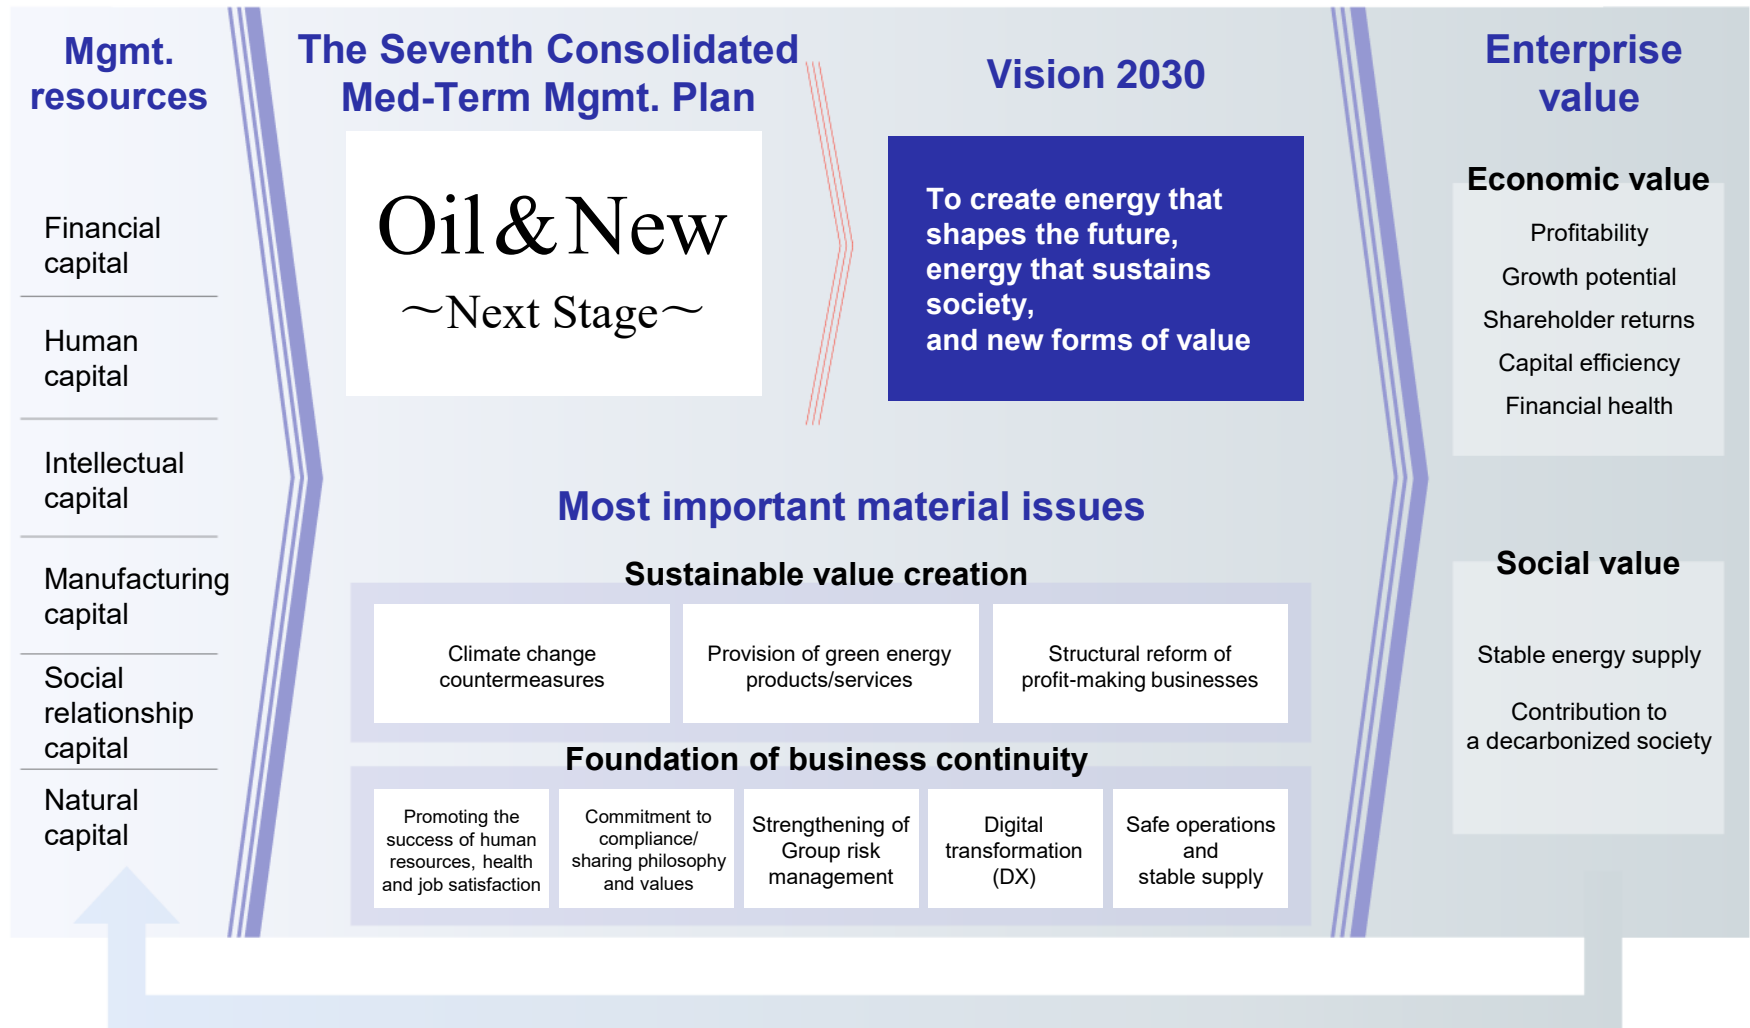 Mgmt.
resources
Financial
capital
Human
capital
Intellectual
capital
Manufacturing
capital
Social
relationship
capital
Natural
capital
The Seventh Consolidated
Med-Term Mgmt. Plan
Oil&New
～Next Stage～
Vision 2030
To create energy that
shapes the future,
energy that sustains
society,
and new forms of value
Most important material issues
Sustainable value creation
Climate change
countermeasures
Provision of green energy
products/services
Structural reform of
profit-making businesses
Foundation of business continuity
Promoting the
success of human
resources, health
and job satisfaction
Commitment to
compliance/
sharing philosophy
and values
Strengthening of
Group risk
management
Digital
transformation
(DX)
Safe operations
and
stable supply
Enterprise
value
Economic value
Profitability
Growth potential
Shareholder returns
Capital efficiency
Financial health
Social value
Stable energy supply
Contribution to
a decarbonized society